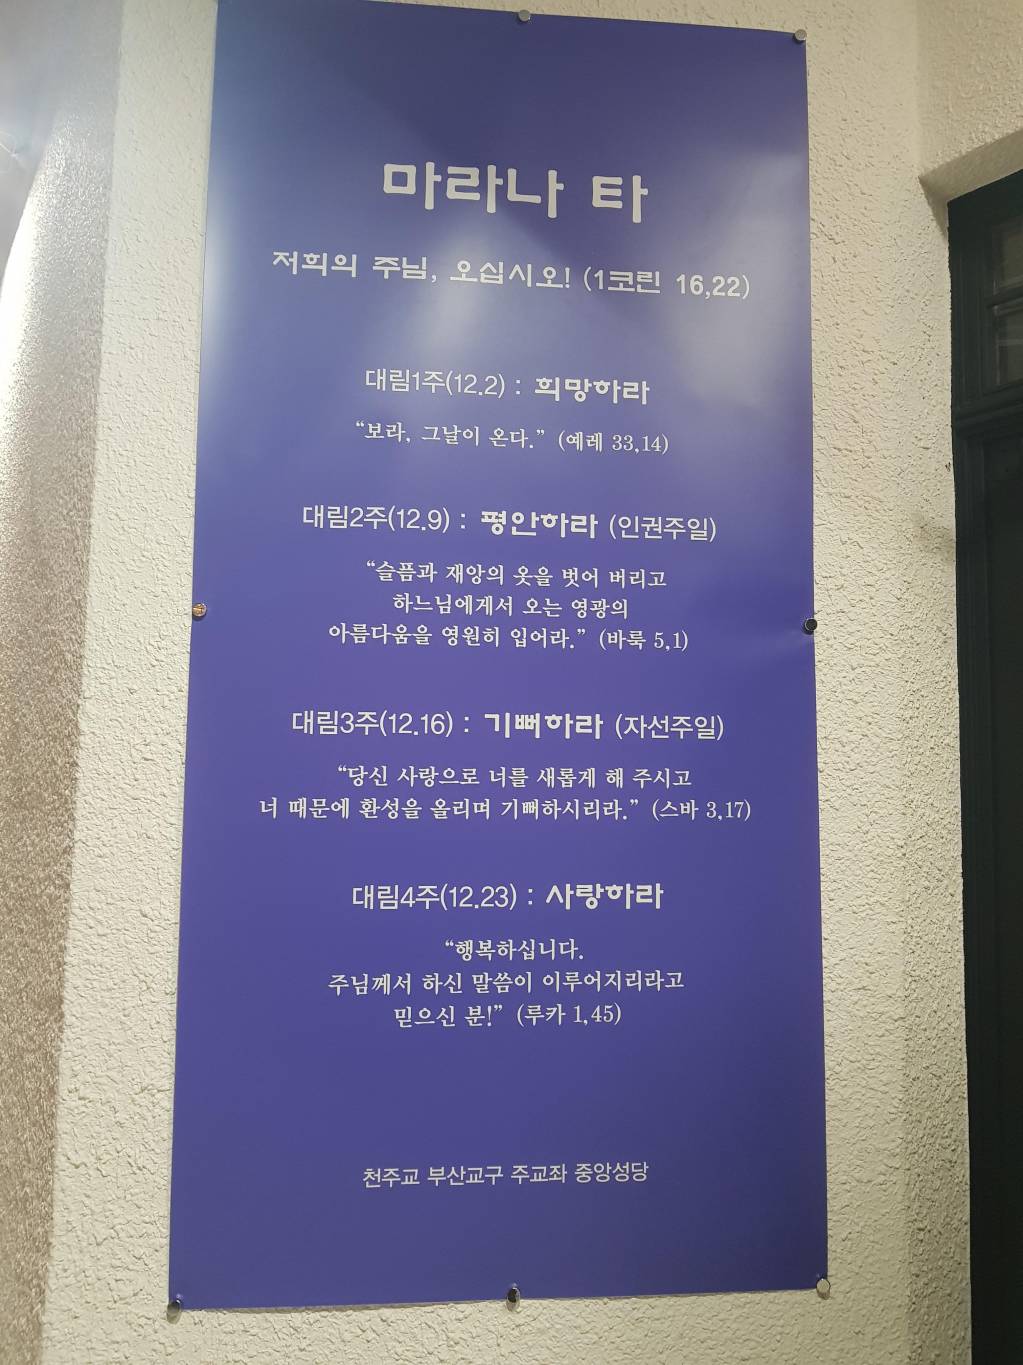 마라나 타
저희의 주님, 오십시오! (1코린 16,22)
대림1주(12.2) : 희망하라
“보라, 그날이 온다.” (예레 33,14)
대림2주(12.9) : 평안하라 (인권주일)
“슬픔과 재앙의 옷을 벗어 버리고
하느님에게서 오는 영광의
아름다움을 영원히 입어라.” (바룩 5,1)
대림3주(12.16) : 기뻐하라 (자선주일)
“당신 사랑으로 너를 새롭게 해 주시고
너 때문에 환성을 올리며 기뻐하시리라.” (스바 3,17)
대림4주(12.23) : 사랑하라
“행복하십니다.
주님께서 하신 말씀이 이루어지리라고
믿으신 분!” (루카 1,45)
천주교 부산교구 주교좌 중앙성당